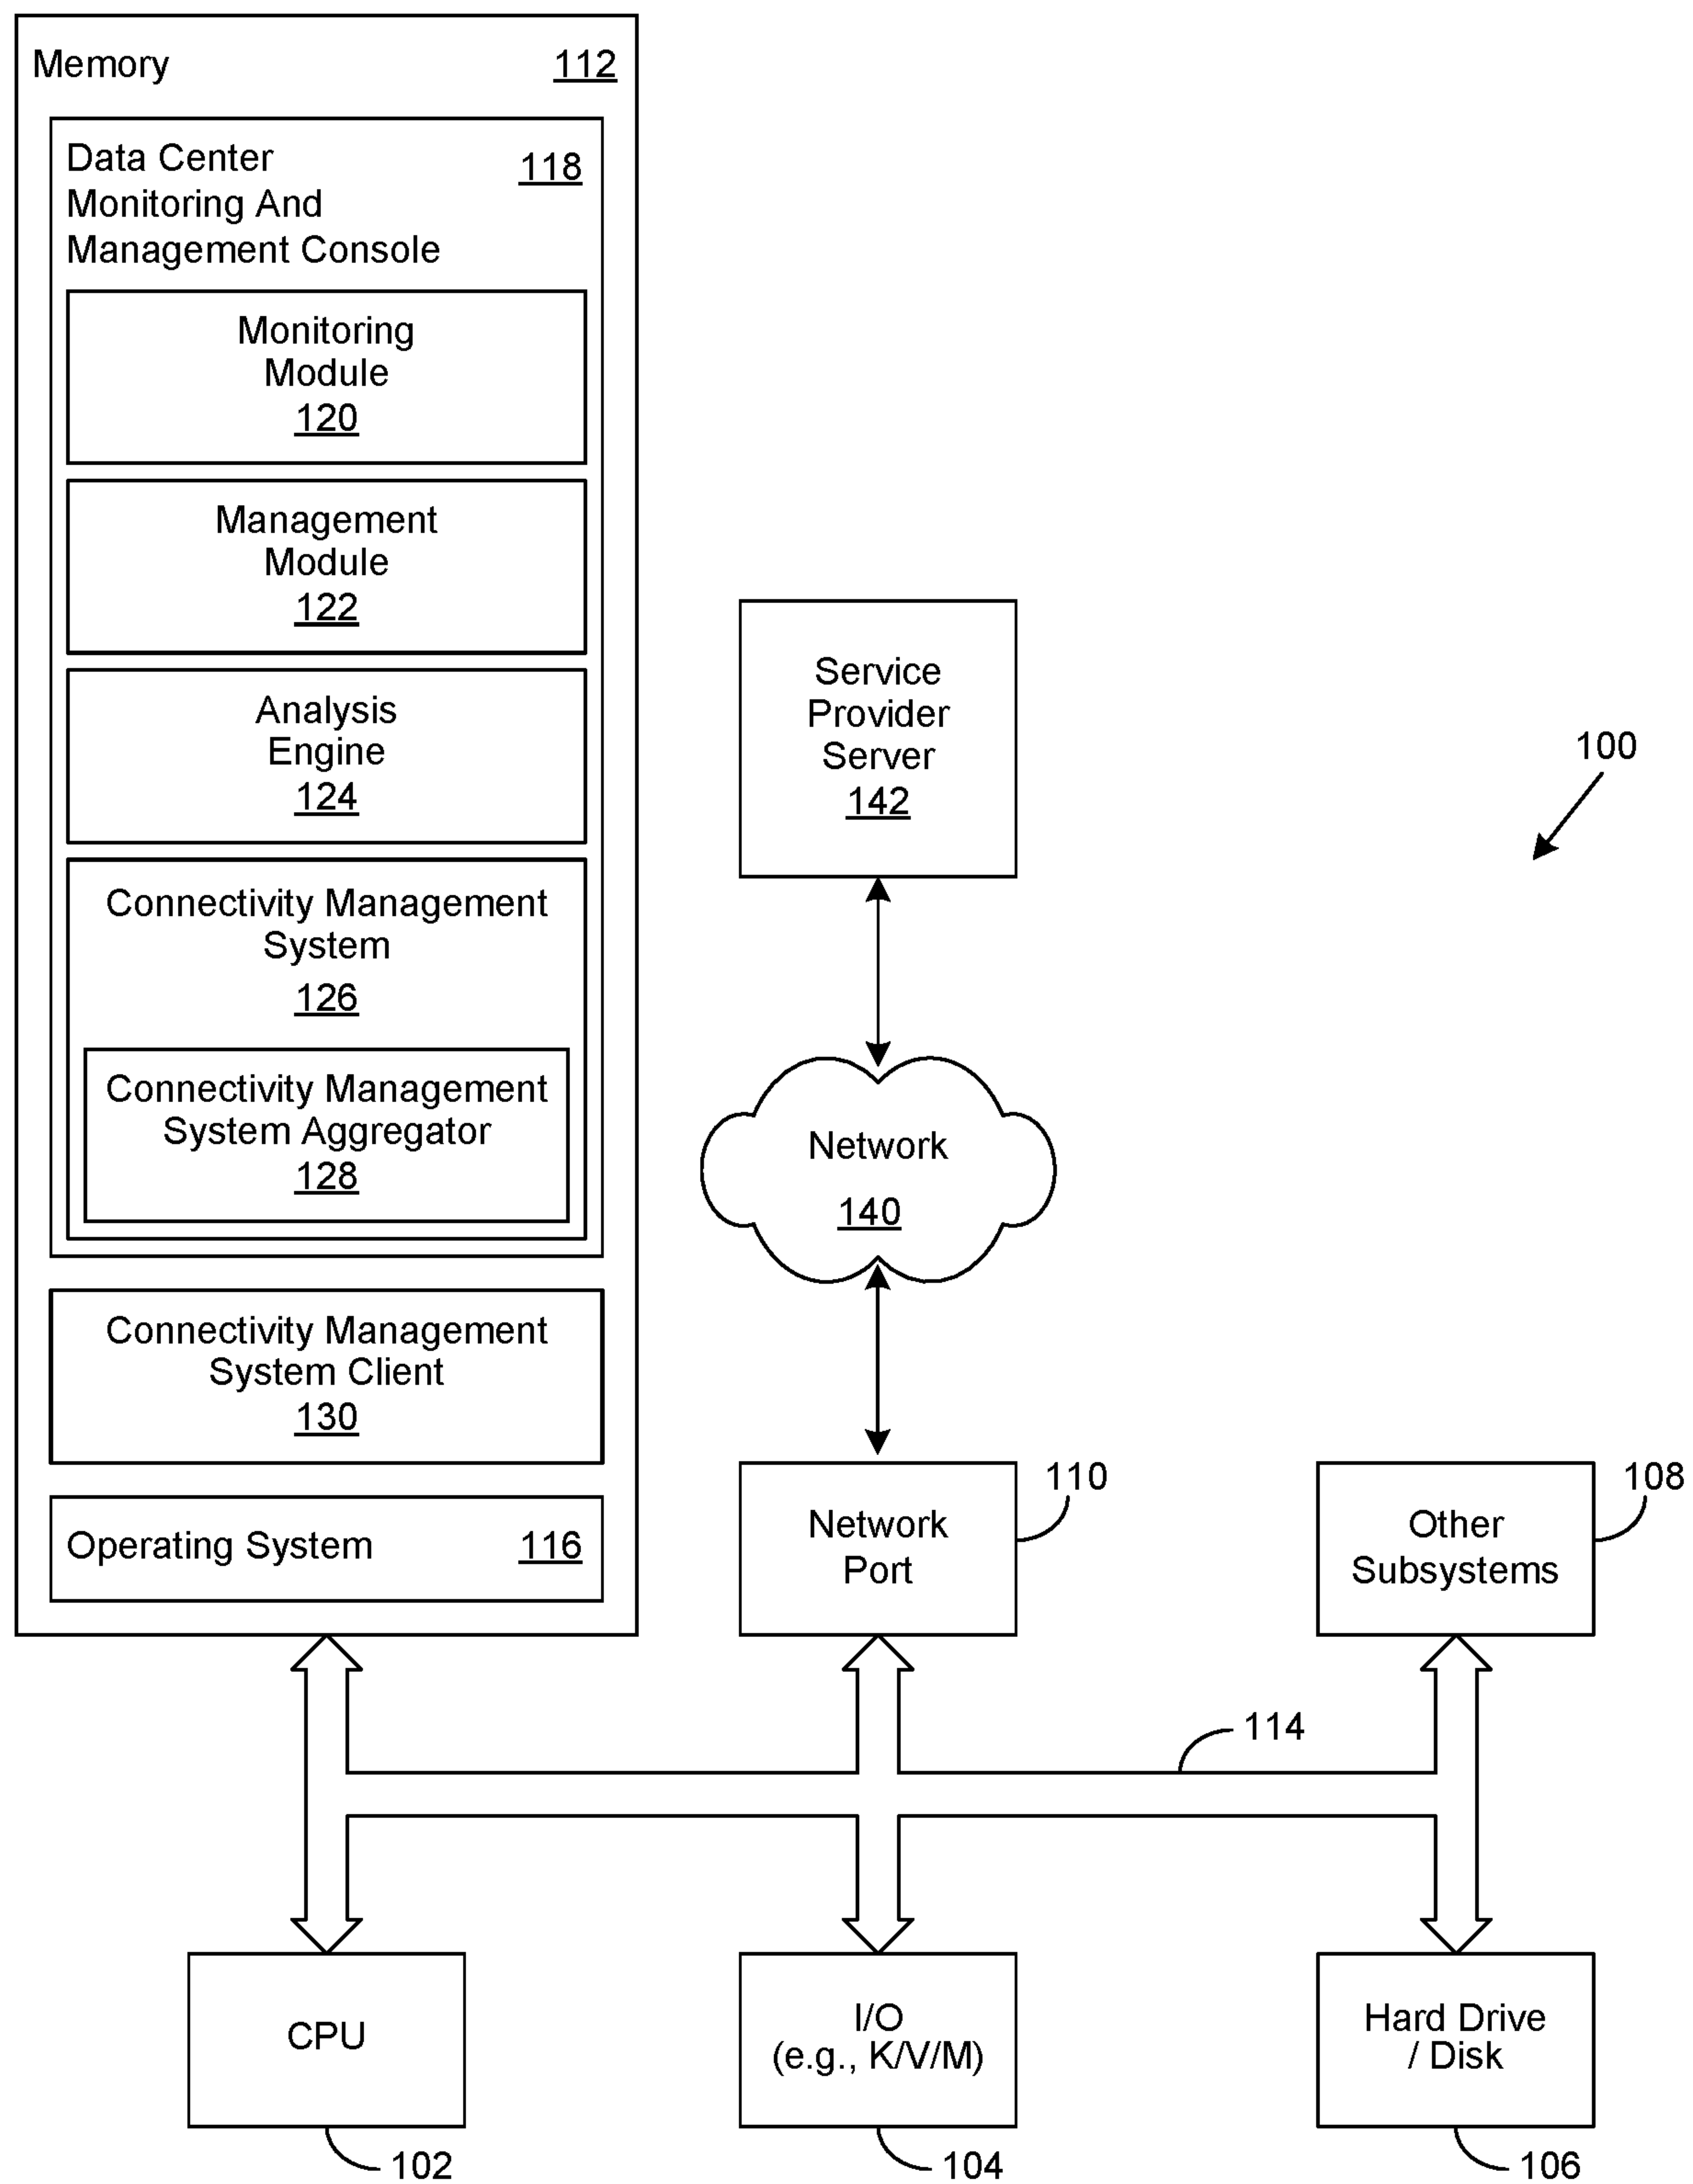 Memory 112
Data Center 118
Monitoring And
Management Console
Monitoring
Module
120
Management
Module
122
Analysis
Engine
124
Connectivity Management
System
126
Connectivity Management
System Aggregator
128
Connectivity Management
System Client
130
Operating System 116
Service
Provider
Server
142
100
Network
140
Network
Port
110
Other
Subsystems
108
114
CPU
102
I/O
(e.g., K/V/M)
104
Hard Drive
/ Disk
106